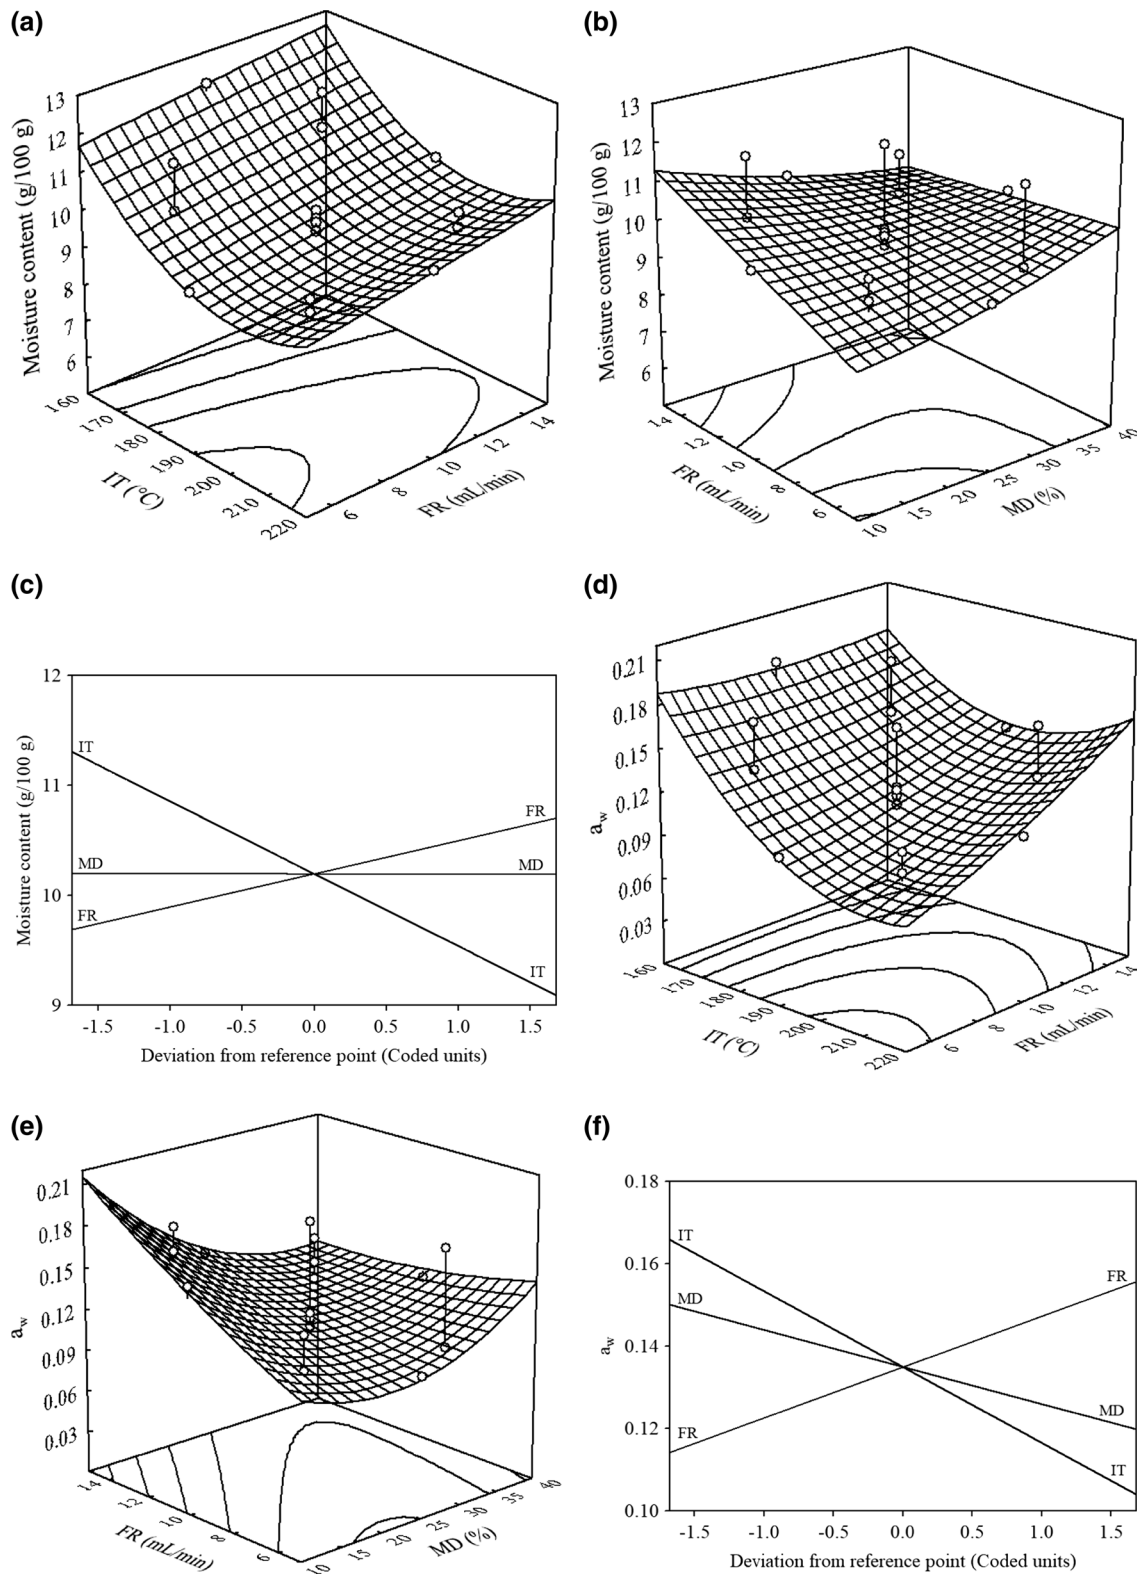 (a)
13
12
11
10
9
8
7
6
Moisture content (g/100 g)
160
170
180
190
200
210
220
IT (°C)
6
8
10
12
14
FR (mL/min)
(b)
13
12
11
10
9
8
7
6
Moisture content (g/100 g)
14
12
10
8
6
FR (mL/min)
10
15
20
25
30
35
40
MD (%)
(c)
12
11
10
9
Moisture content (g/100 g)
IT
FR
MD
MD
FR
IT
-1.5
-1.0
-0.5
0.0
0.5
1.0
1.5
Deviation from reference point (Coded units)
(d)
0.21
0.18
0.15
0.12
0.09
0.06
0.03
aw
160
170
180
190
200
210
220
IT (°C)
6
8
10
12
14
FR (mL/min)
(e)
0.21
0.18
0.15
0.12
0.09
0.06
0.03
aw
14
12
10
8
6
FR (mL/min)
10
15
20
25
30
35
40
MD (%)
(f)
0.18
0.16
0.14
0.12
0.10
aw
IT
FR
MD
MD
FR
IT
-1.5
-1.0
-0.5
0.0
0.5
1.0
1.5
Deviation from reference point (Coded units)